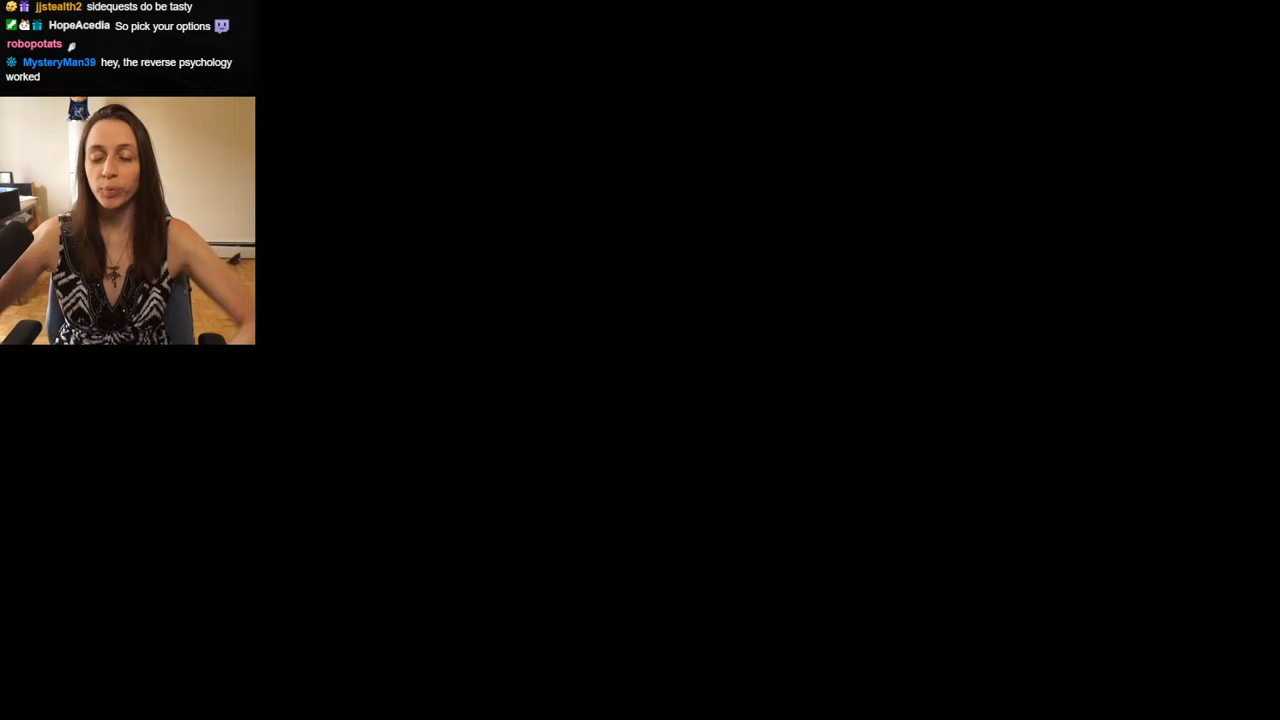 jjstealth2 sidequests do be tasty
HopeAcedia So pick your options
robopotats
MysteryMan39 hey, the reverse psychology
worked